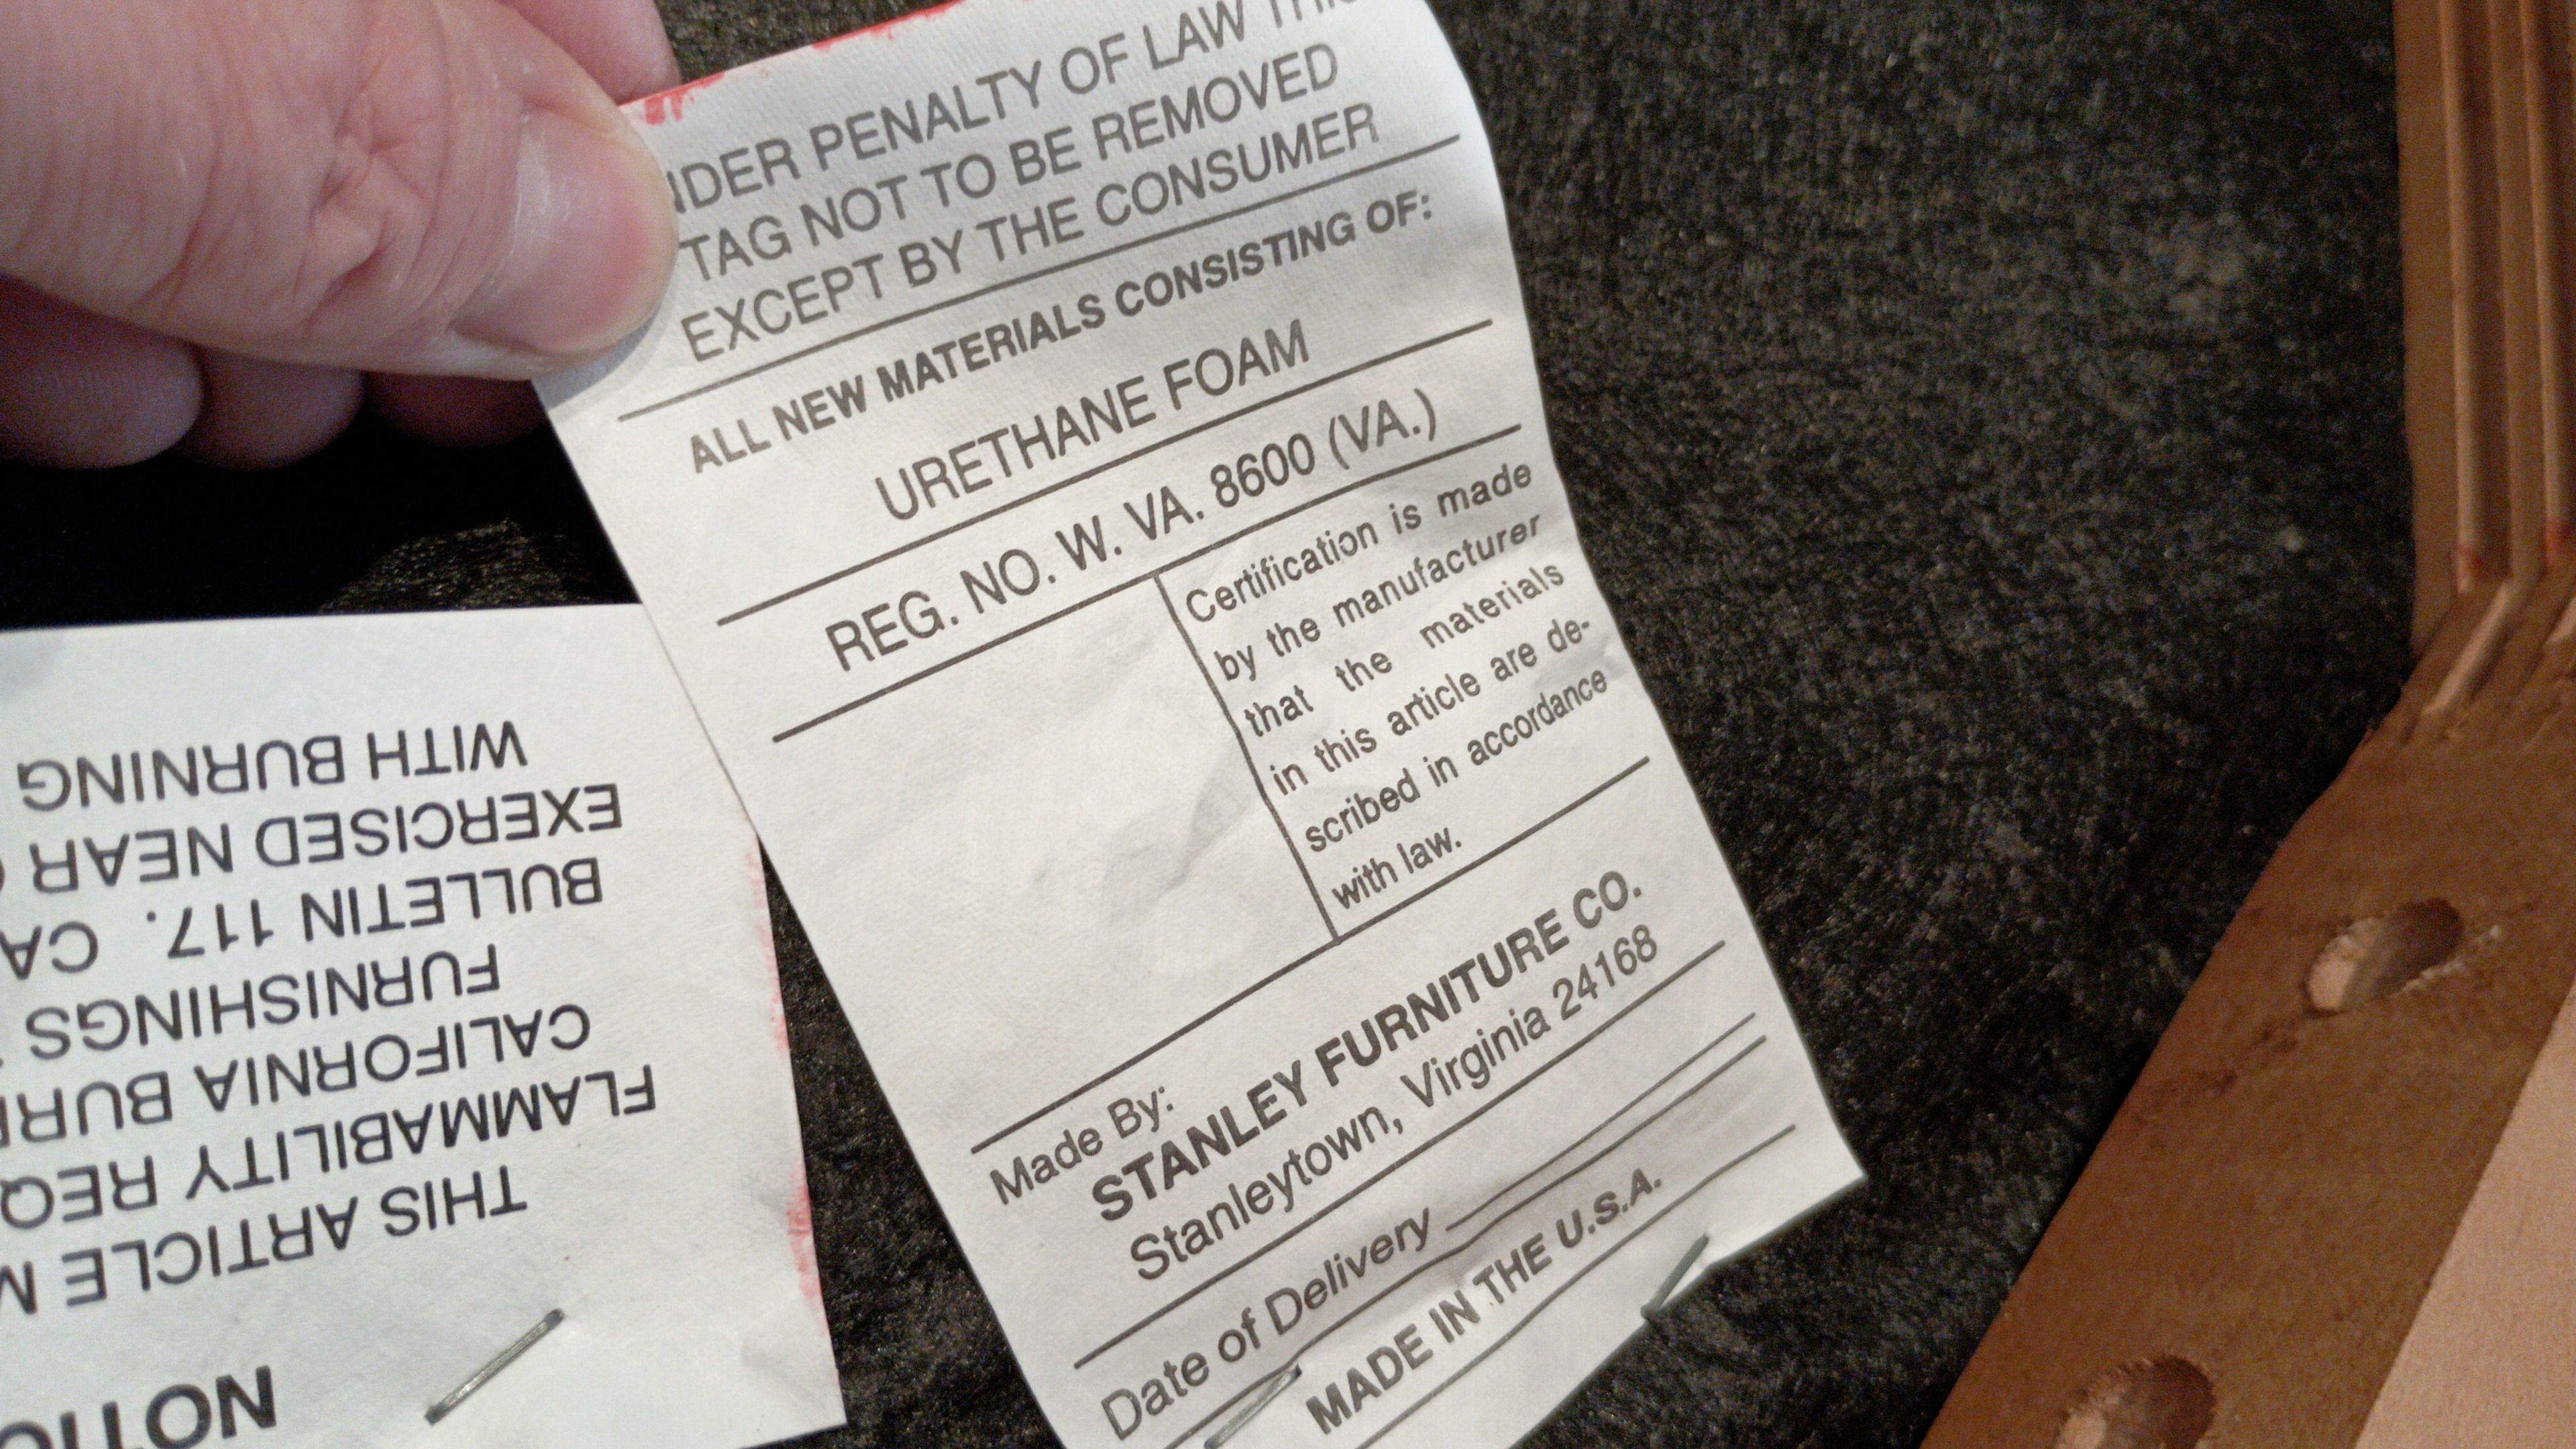 PENALTY OF LAW
TAG NOT TO BE REMOVED
EXCEPT BY THE CONSUMER
ALL NEW MATERIALS CONSISTING OF:
URETHANE FOAM
REG. NO. W. VA. 8600 (VA.)
Certification is made
by the manufacturer
that the materials
in this article are de-
scribed in accordance
with law.
Made By:
STANLEY FURNITURE CO.
Stanleytown, Virginia 24168
Date of Delivery
MADE IN THE U.S.A.
THIS ARTICLE
FLAMMABILITY
CALIFORNIA
FURNISHINGS
BULLETIN 117.
EXERCISED NEAR
WITH BURNING